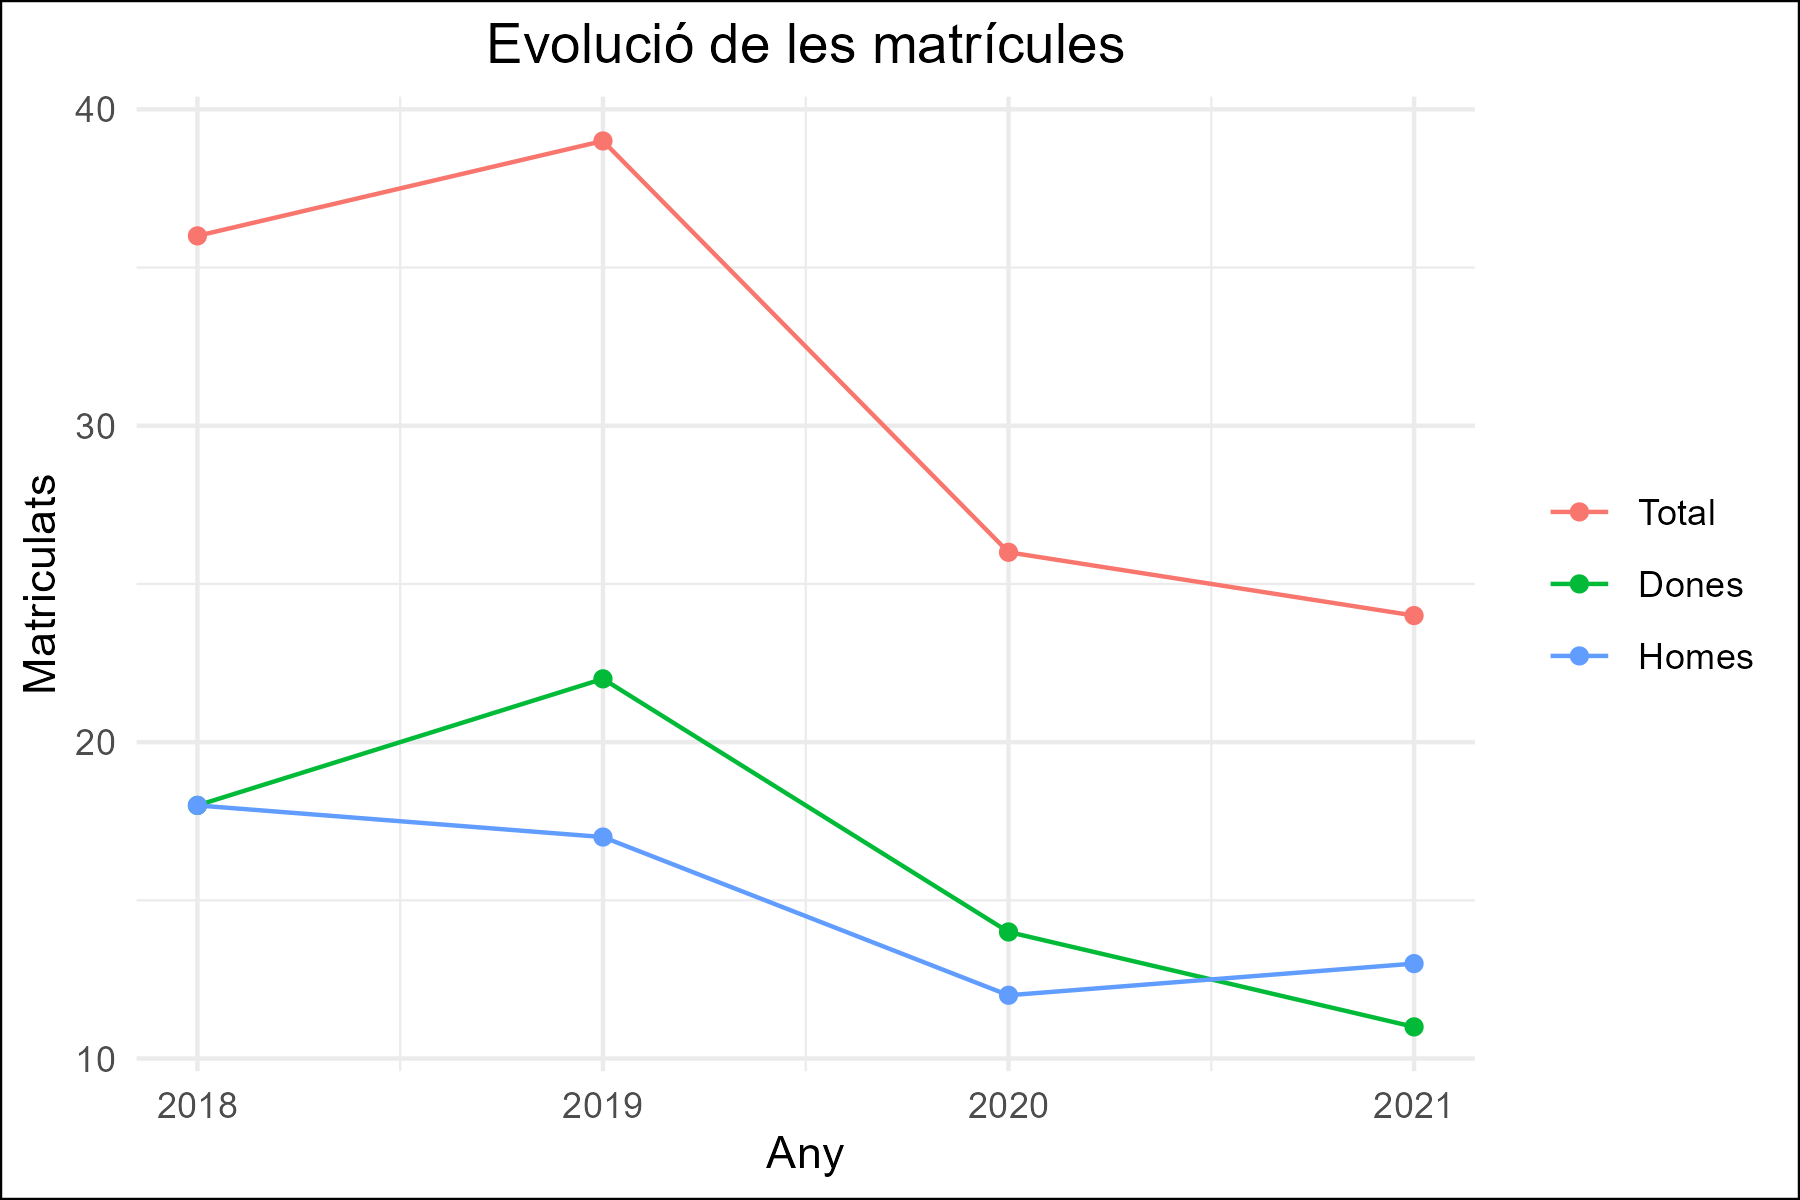 Evolució de les matrícules
40
30
20
10
Matriculats
2018
2019
2020
2021
Any
Total
Dones
Homes